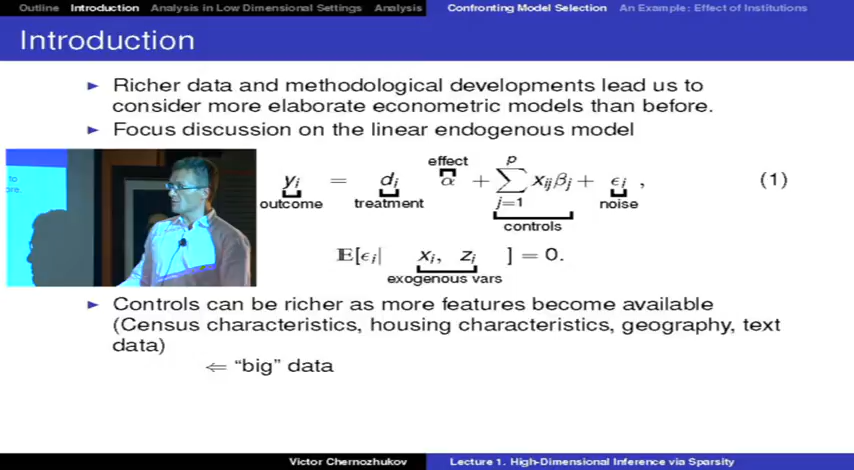 Outline Introduction Analysis in Low Dimensional Settings Analysis Confronting Model Selection An Example: Effect of Institutions
Introduction
► Richer data and methodological developments lead us to
consider more elaborate econometric models than before.
► Focus discussion on the linear endogenous model
y_i = d_i α + ∑_{j=1}^{p} x_{ij}β_j + ϵ_i , (1)
outcome treatment effect controls noise
𝔼[ϵ_i| x_i, z_i ] = 0.
exogenous vars
► Controls can be richer as more features become available
(Census characteristics, housing characteristics, geography, text
data)
⇐ “big” data
Victor Chernozhukov Lecture 1. High-Dimensional Inference via Sparsity